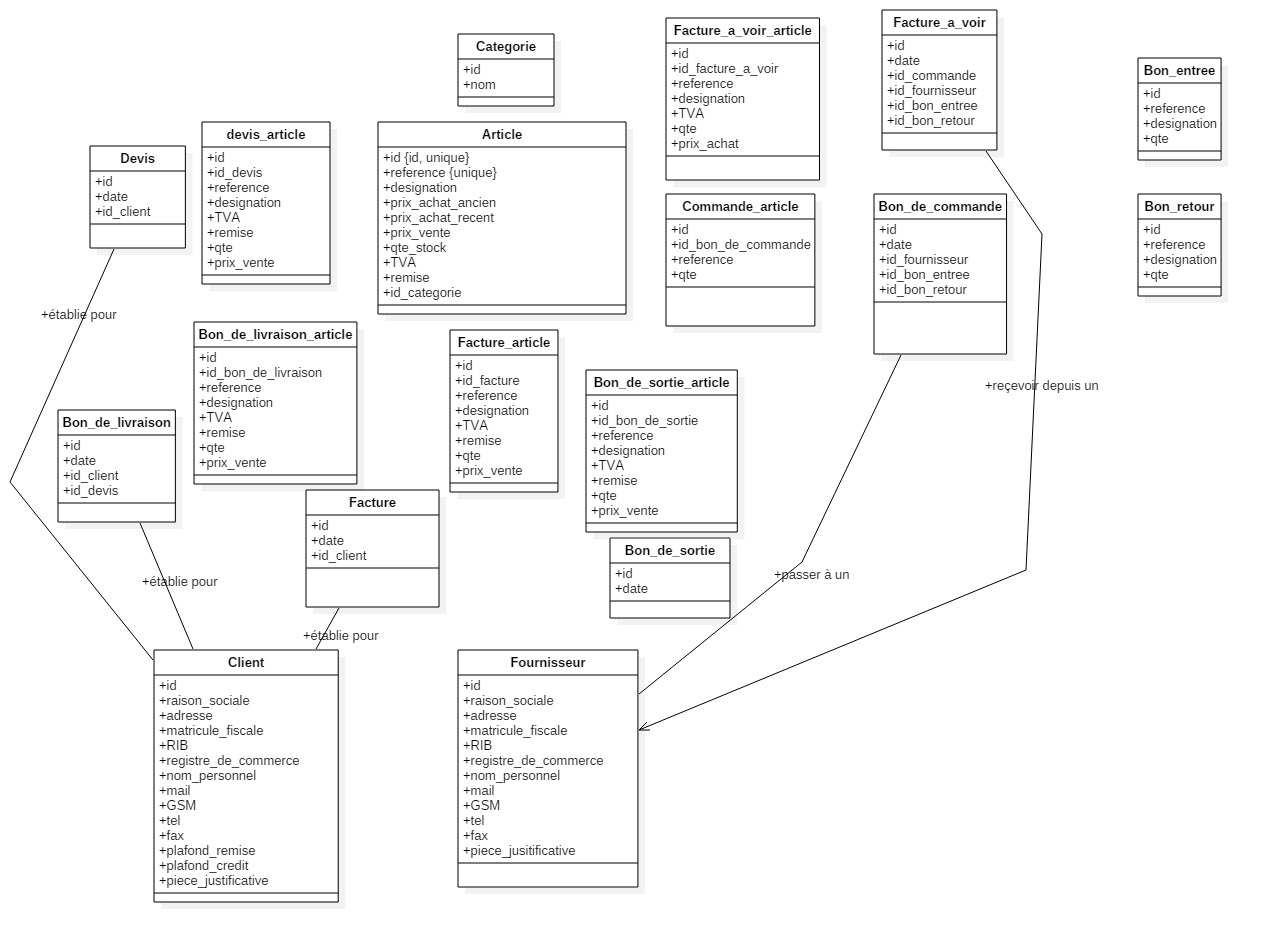 Categorie
+id
+nom
Facture_a_voir_article
+id
+id_facture_a_voir
+reference
+designation
+TVA
+qte
+prix_achat
Facture_a_voir
+id
+date
+id_commande
+id_fournisseur
+id_bon_entree
+id_bon_retour
Bon_entree
+id
+reference
+designation
+qte
Devis
+id
+date
+id_client
devis_article
+id
+id_devis
+reference
+designation
+TVA
+remise
+qte
+prix_vente
Article
+id {id, unique}
+reference {unique}
+designation
+prix_achat_ancien
+prix_achat_recent
+prix_vente
+qte_stock
+TVA
+remise
+id_categorie
Commande_article
+id
+id_bon_de_commande
+reference
+qte
Bon_de_commande
+id
+date
+id_fournisseur
+id_bon_entree
+id_bon_retour
Bon_retour
+id
+reference
+designation
+qte
+établie pour
Bon_de_livraison_article
+id
+id_bon_de_livraison
+reference
+designation
+TVA
+remise
+qte
+prix_vente
Facture_article
+id
+id_facture
+reference
+designation
+TVA
+remise
+qte
+prix_vente
Bon_de_sortie_article
+id
+id_bon_de_sortie
+reference
+designation
+TVA
+remise
+qte
+prix_vente
+reçevoir depuis un
Bon_de_livraison
+id
+date
+id_client
+id_devis
Facture
+id
+date
+id_client
Bon_de_sortie
+id
+date
+établie pour
+passer à un
+établie pour
Client
+id
+raison_sociale
+adresse
+matricule_fiscale
+RIB
+registre_de_commerce
+nom_personnel
+mail
+GSM
+tel
+fax
+plafond_remise
+plafond_credit
+piece_justificative
Fournisseur
+id
+raison_sociale
+adresse
+matricule_fiscale
+RIB
+registre_de_commerce
+nom_personnel
+mail
+GSM
+tel
+fax
+piece_jusitificative